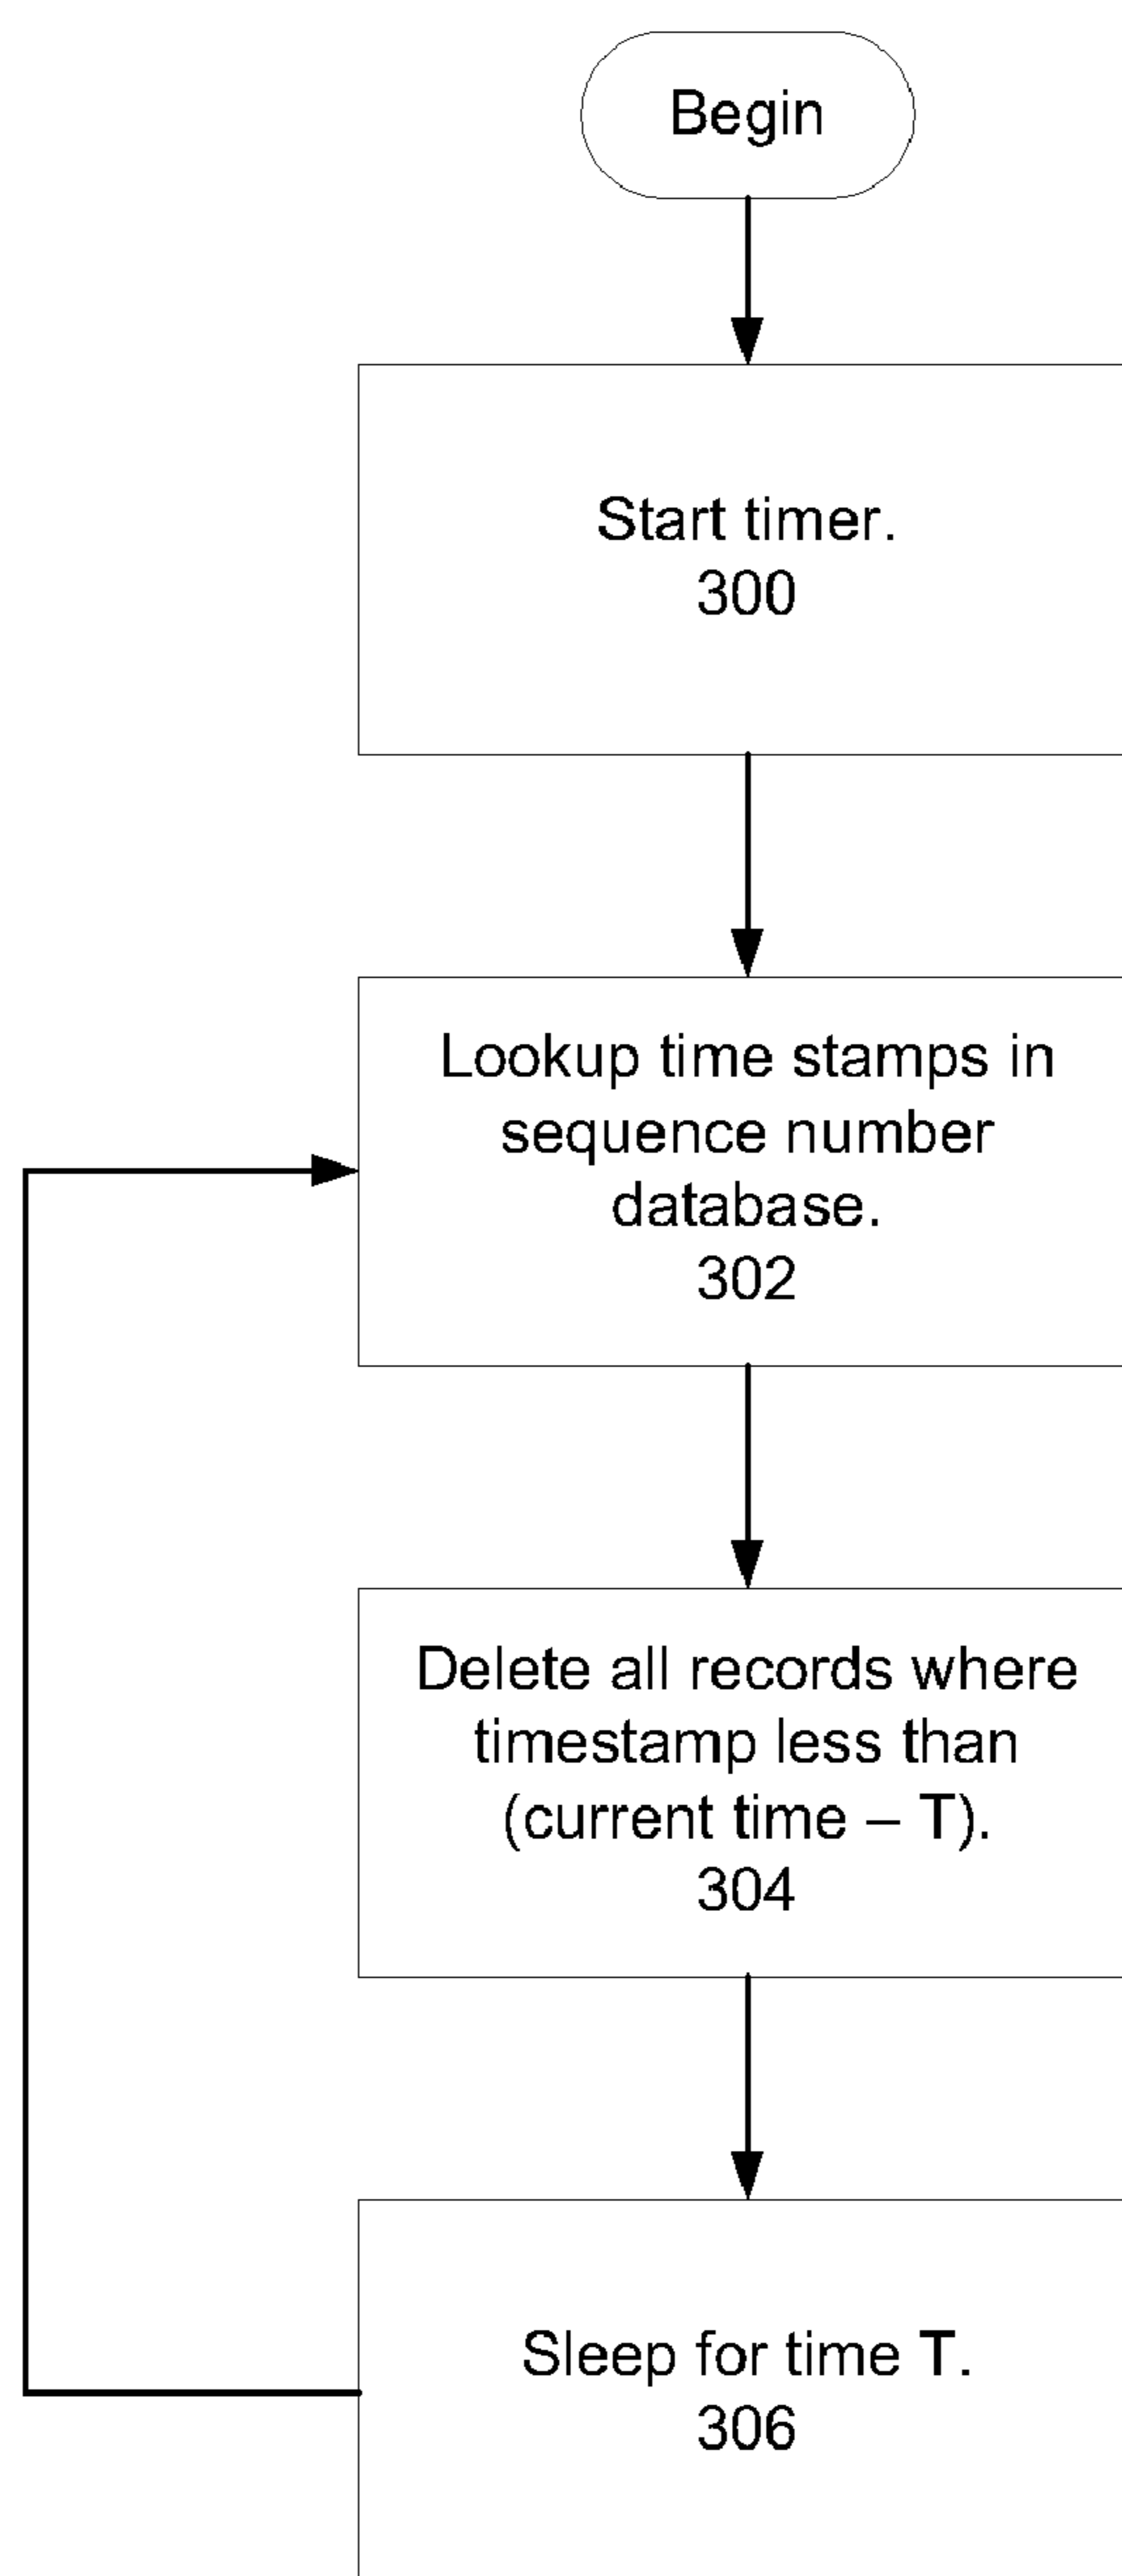 Begin
Start timer.
300
Lookup time stamps in
sequence number
database.
302
Delete all records where
timestamp less than
(current time – T).
304
Sleep for time T.
306